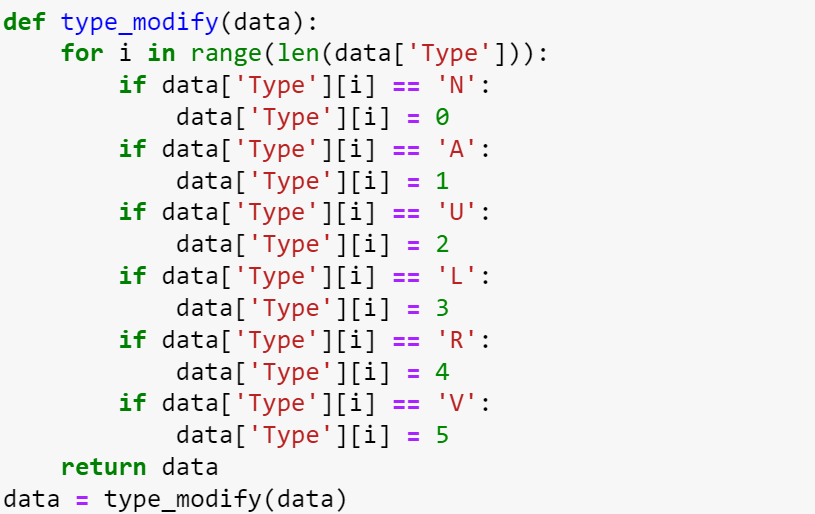 def type_modify(data):
    for i in range(len(data['Type'])):
        if data['Type'][i] == 'N':
            data['Type'][i] = 0
        if data['Type'][i] == 'A':
            data['Type'][i] = 1
        if data['Type'][i] == 'U':
            data['Type'][i] = 2
        if data['Type'][i] == 'L':
            data['Type'][i] = 3
        if data['Type'][i] == 'R':
            data['Type'][i] = 4
        if data['Type'][i] == 'V':
            data['Type'][i] = 5
    return data
data = type_modify(data)